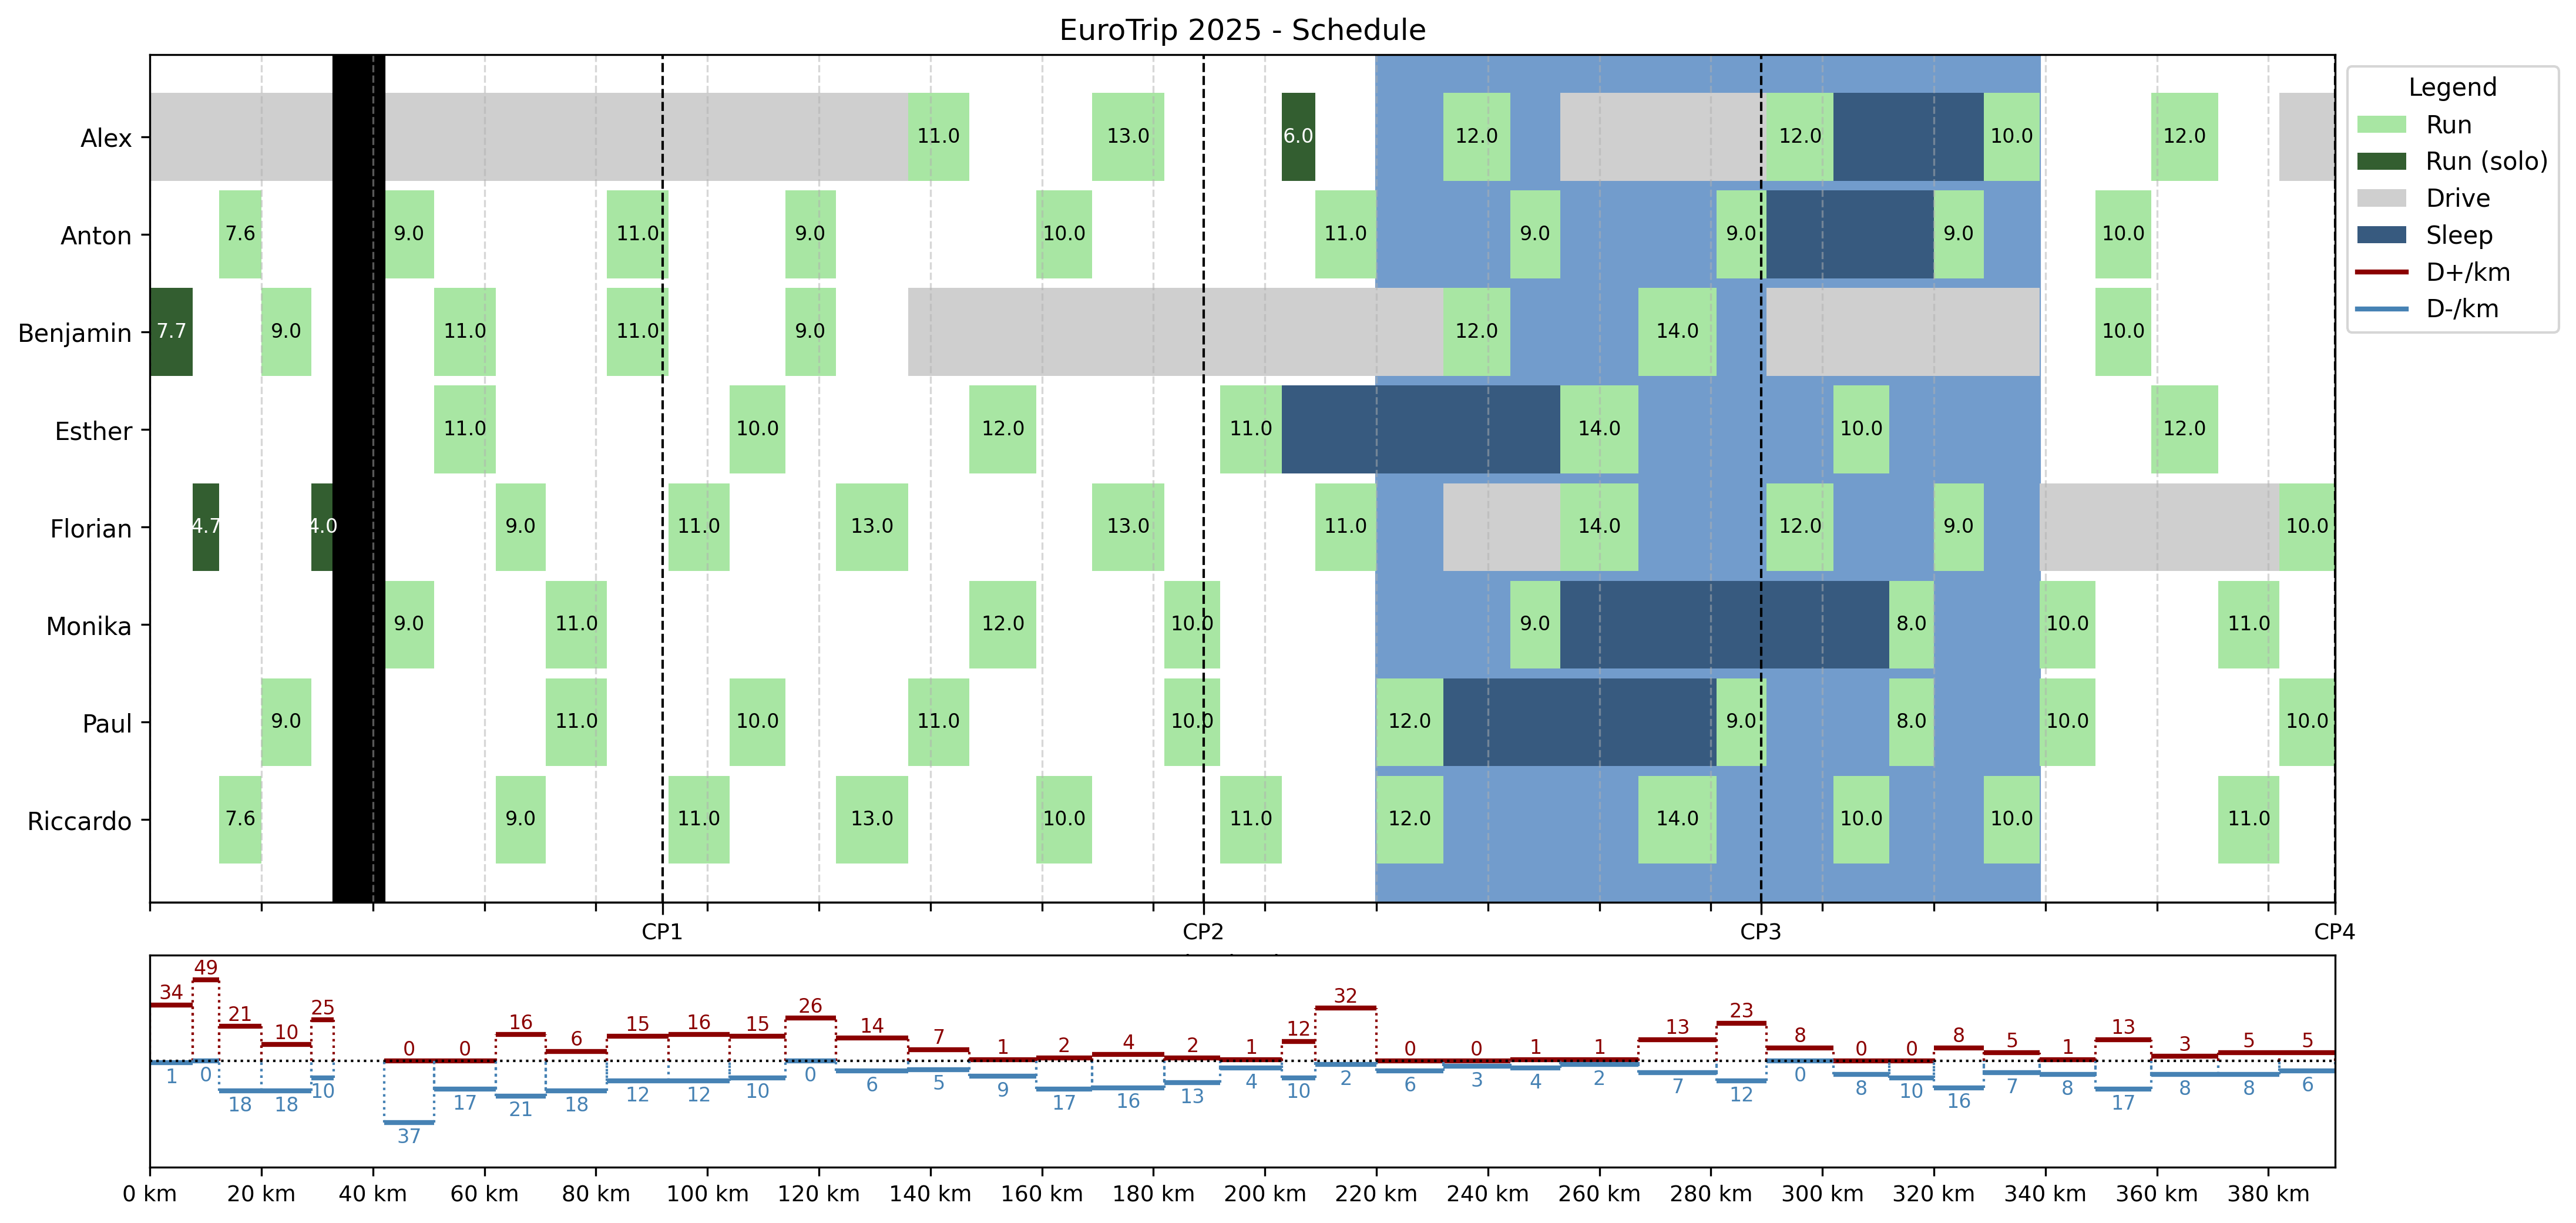 EuroTrip 2025 - Schedule
Legend
Run
Run (solo)
Drive
Sleep
D+/km
D-/km
Alex
11.0 13.0 6.0 12.0 12.0 10.0 12.0
Anton
7.6 9.0 11.0 9.0 10.0 11.0 9.0 9.0 9.0 10.0
Benjamin
7.7 9.0 11.0 11.0 9.0 12.0 14.0 10.0
Esther
11.0 10.0 12.0 11.0 14.0 10.0 12.0
Florian
4.7 4.0 9.0 11.0 13.0 13.0 11.0 14.0 12.0 9.0 10.0
Monika
9.0 11.0 12.0 10.0 9.0 8.0 10.0 11.0
Paul
9.0 11.0 10.0 11.0 10.0 12.0 9.0 8.0 10.0 10.0
Riccardo
7.6 9.0 11.0 13.0 10.0 11.0 12.0 14.0 10.0 10.0 11.0
CP1 CP2 CP3 CP4
34 49 21 10 25 0 0 16 6 15 16 15 26 14 7 1 2 4 2 1 12 32 0 0 1 1 13 23 8 0 0 8 5 1 13 3 5 5
1 0 18 18 10 37 17 21 18 12 12 10 0 6 5 9 17 16 13 4 10 2 6 3 4 2 7 12 0 8 10 16 7 8 17 8 8 6
0 km 20 km 40 km 60 km 80 km 100 km 120 km 140 km 160 km 180 km 200 km 220 km 240 km 260 km 280 km 300 km 320 km 340 km 360 km 380 km